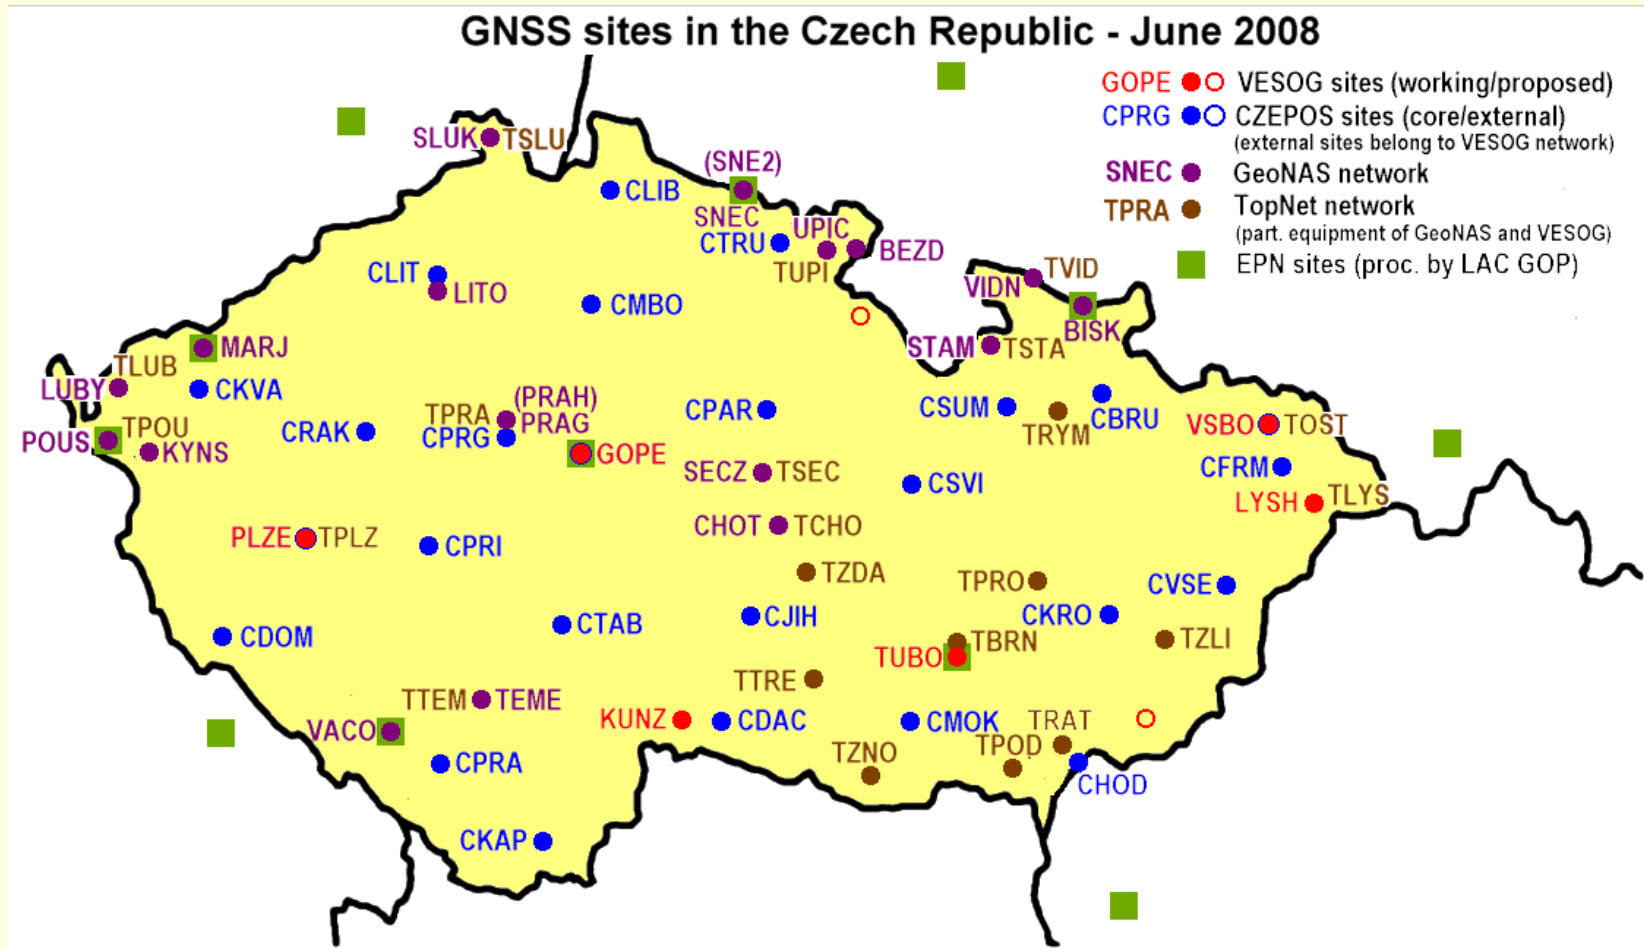 GNSS sites in the Czech Republic - June 2008
GOPE VESOG sites (working/proposed)
CPRG CZEPOS sites (core/external)
(external sites belong to VESOG network)
SNEC GeoNAS network
TPRA TopNet network
(part. equipment of GeoNAS and VESOG)
EPN sites (proc. by LAC GOP)
SLUK TSLU
(SNE2)
CLIB
SNEC
UPIC
CTRU
BEZD
TUPI
CLIT
LITO
CMBO
TVID
VIDN
BISK
STAM TSTA
MARJ
TLUB
LUBY
CKVA
TPOU
POUS
KYNS
CRAK
(PRAH)
TPRA PRAG
CPRG
GOPE
CPAR
CSUM
TRYM
CBRU
VSBO TOST
CFRM
LYSH TLYS
SECZ TSEC
CSVI
CHOT TCHO
PLZE TPLZ
CPRI
TZDA
TPRO
CVSE
CKRO
CJIH
CTAB
CDOM
TBRN
TUBO
TZLI
TTRE
TTEM TEME
KUNZ
CDAC
CMOK
TRAT
VACO
TPOD
TZNO
CPRA
CHOD
CKAP